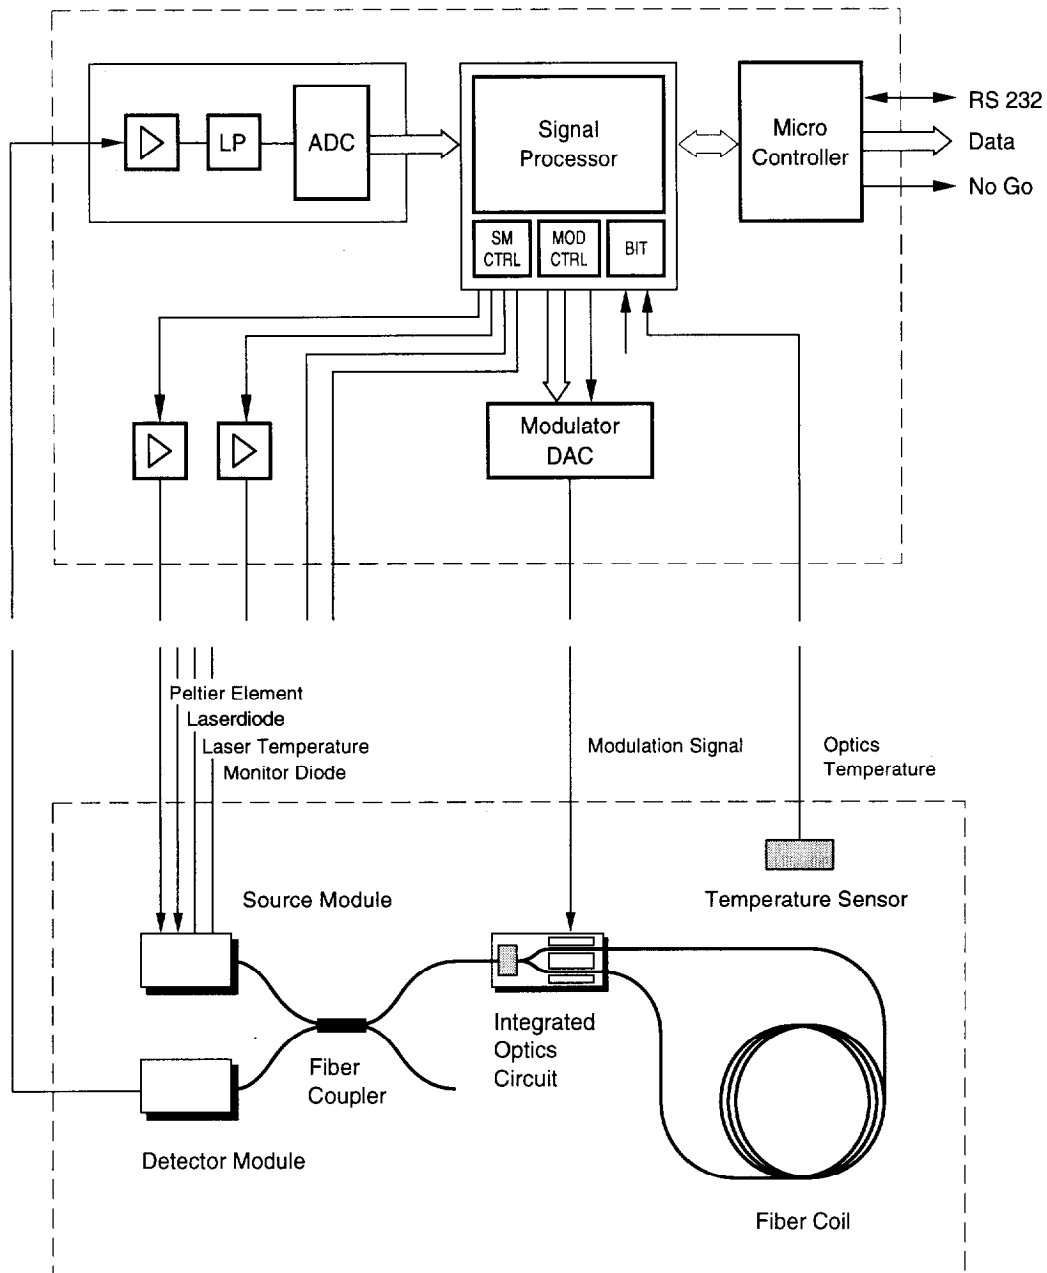 LP
ADC
Signal
Processor
SM
CTRL
MOD
CTRL
BIT
Micro
Controller
RS 232
Data
No Go
Modulator
DAC
Peltier Element
Laserdiode
Laser Temperature
Monitor Diode
Modulation Signal
Optics
Temperature
Source Module
Temperature Sensor
Integrated
Optics
Circuit
Fiber
Coupler
Detector Module
Fiber Coil